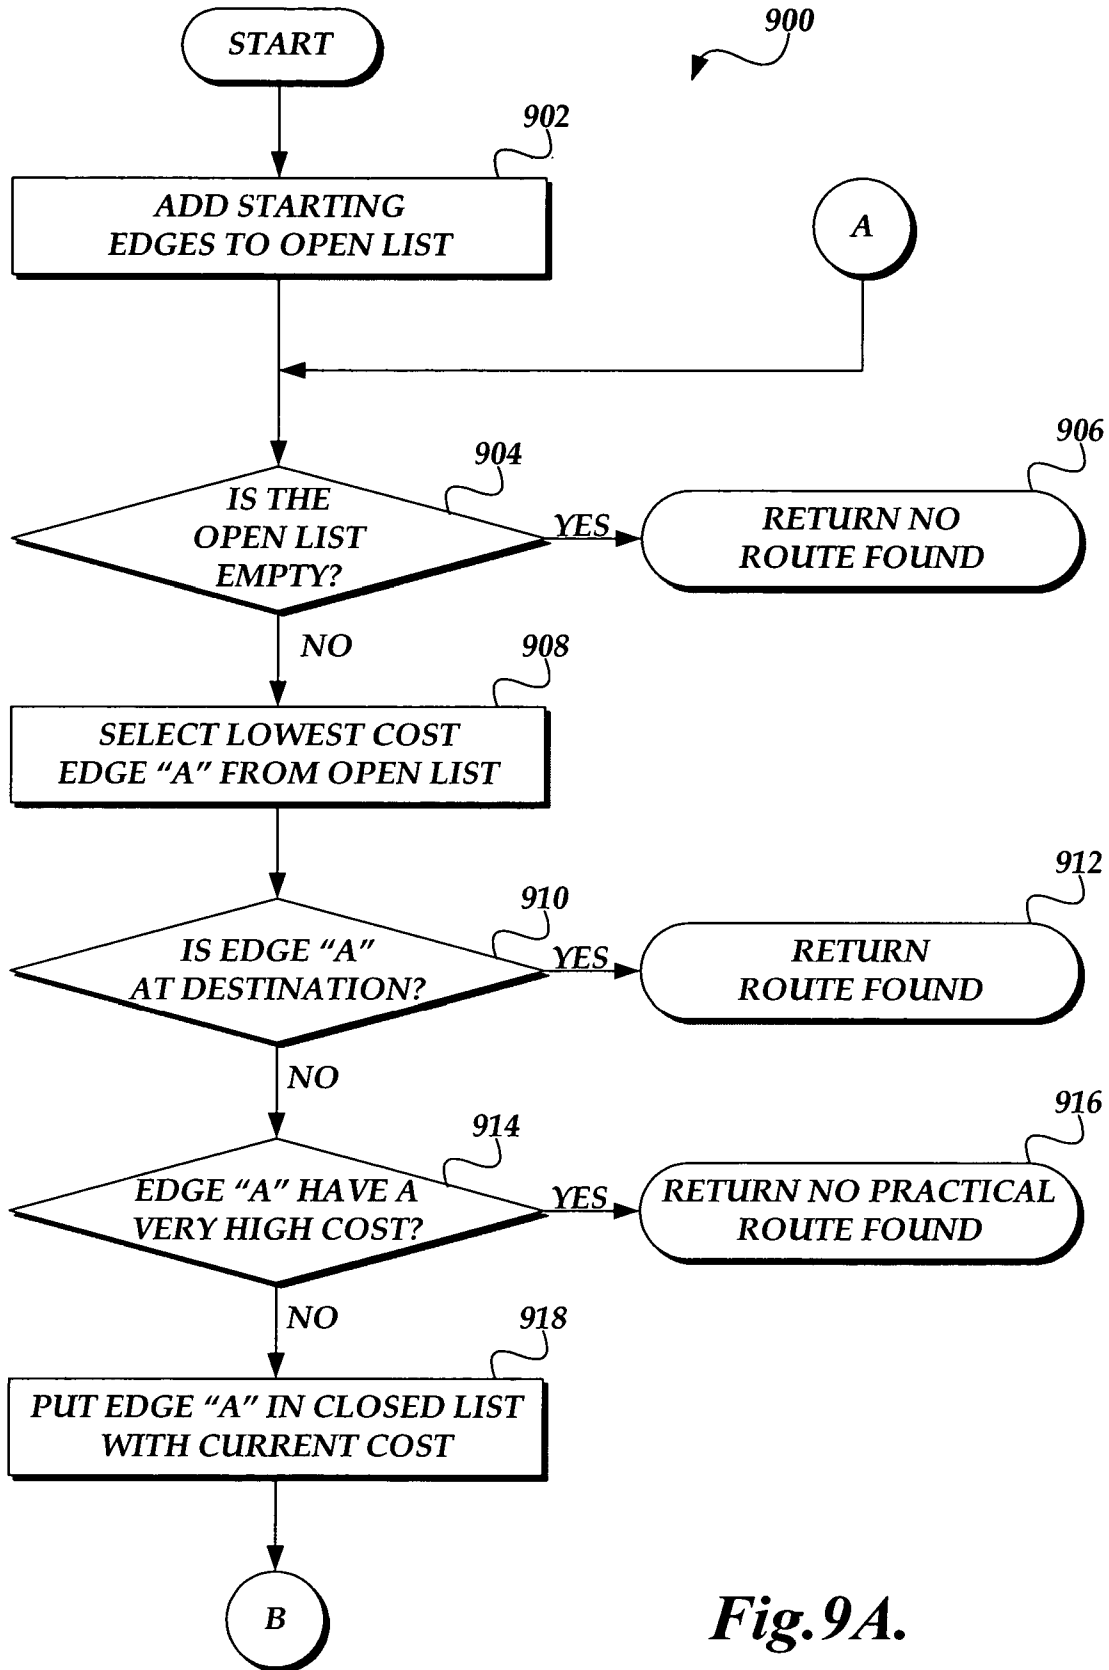 START
900
902
ADD STARTING
EDGES TO OPEN LIST
A
904
IS THE
OPEN LIST
EMPTY?
YES
906
RETURN NO
ROUTE FOUND
NO
908
SELECT LOWEST COST
EDGE “A” FROM OPEN LIST
910
IS EDGE “A”
AT DESTINATION?
YES
912
RETURN
ROUTE FOUND
NO
914
EDGE “A” HAVE A
VERY HIGH COST?
YES
916
RETURN NO PRACTICAL
ROUTE FOUND
NO
918
PUT EDGE “A” IN CLOSED LIST
WITH CURRENT COST
B
Fig.9A.